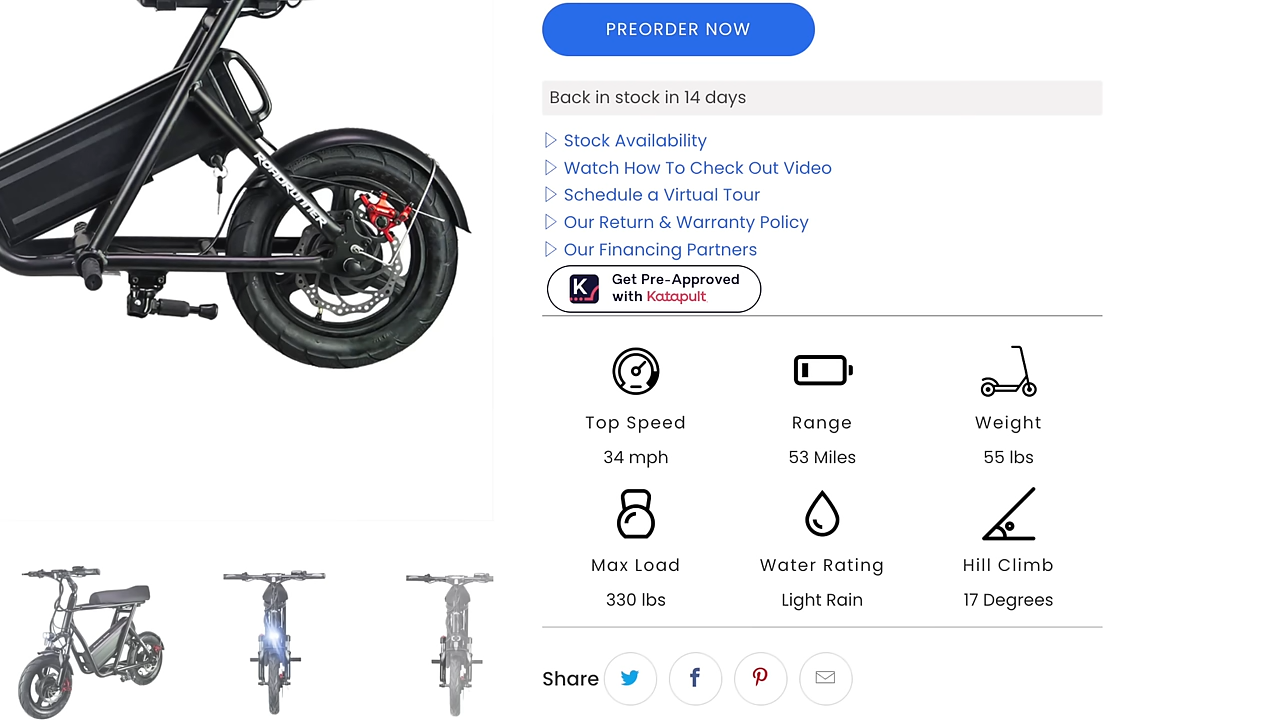 PREORDER NOW
Back in stock in 14 days
Stock Availability
Watch How To Check Out Video
Schedule a Virtual Tour
Our Return & Warranty Policy
Our Financing Partners
K Get Pre-Approved
with Katapult
ROADRUNNER
Top Speed Range Weight
34 mph 53 Miles 55 lbs
Max Load Water Rating Hill Climb
330 lbs Light Rain 17 Degrees
Share